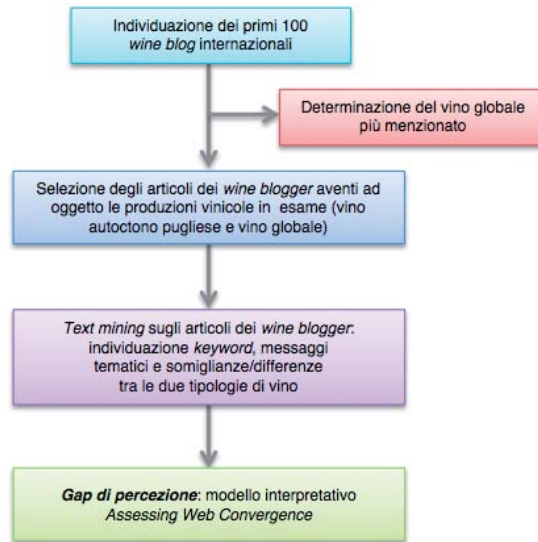 Individuazione dei primi 100
wine blog internazionali
Determinazione del vino globale
più menzionato
Selezione degli articoli dei wine blogger aventi ad
oggetto le produzioni vinicole in esame (vino
autoctono pugliese e vino globale)
Text mining sugli articoli dei wine blogger:
individuazione keyword, messaggi
tematici e somiglianze/differenze
tra le due tipologie di vino
Gap di percezione: modello interpretativo
Assessing Web Convergence